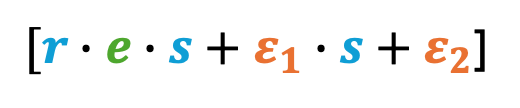 [r · e · s + ε₁ · s + ε₂]